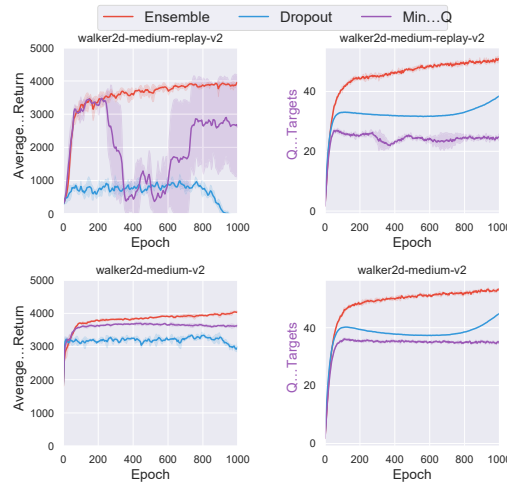 Ensemble Dropout Min...Q
walker2d-medium-replay-v2 walker2d-medium-replay-v2
Average...Return
5000
4000
3000
2000
1000
0
0 200 400 600 800 1000
Epoch
Q...Targets
40
20
0
0 200 400 600 800 1000
Epoch
walker2d-medium-v2 walker2d-medium-v2
Average...Return
5000
4000
3000
2000
1000
0
0 200 400 600 800 1000
Epoch
Q...Targets
40
20
0
0 200 400 600 800 1000
Epoch